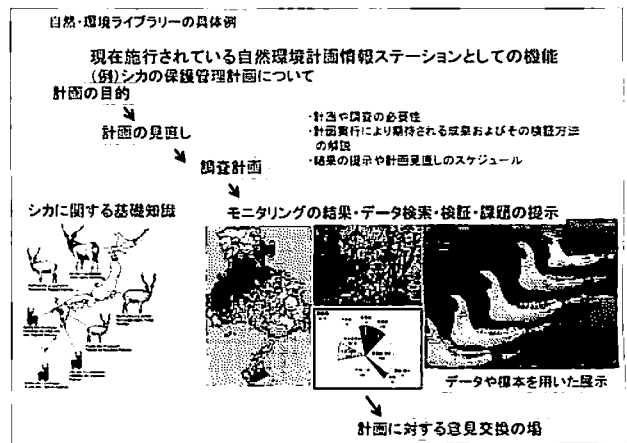 自然・環境ライブラリーの具体例
現在施行されている自然環境計画情報ステーションとしての機能
(例)シカの保護管理計画について
計画の目的
計画の見直し
調査計画
・計画や調査の必要性
・計画実行により期待される成果およびその検証方法
の解説
・結果の提示や計画見直しのスケジュール
シカに関する基礎知識
モニタリングの結果・データ検索・検証・課題の提示
データや標本を用いた展示
計画に対する意見交換の場